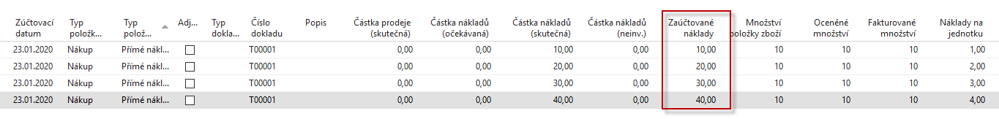 Zúčtovací datum Typ položk... Typ polož... Adj... Typ dokla... Číslo dokladu Popis Částka prodeje (skutečná) Částka nákladů (očekávaná) Částka nákladů (skutečná) Částka nákladů (neinv.) Zaúčtované náklady Množství položky zboží Oceněné množství Fakturované množství Náklady na jednotku
23.01.2020 Nákup Přímé nákl... T00001 0,00 0,00 10,00 0,00 10,00 10 10 10 1,00
23.01.2020 Nákup Přímé nákl... T00001 0,00 0,00 20,00 0,00 20,00 10 10 10 2,00
23.01.2020 Nákup Přímé nákl... T00001 0,00 0,00 30,00 0,00 30,00 10 10 10 3,00
23.01.2020 Nákup Přímé nákl... T00001 0,00 0,00 40,00 0,00 40,00 10 10 10 4,00